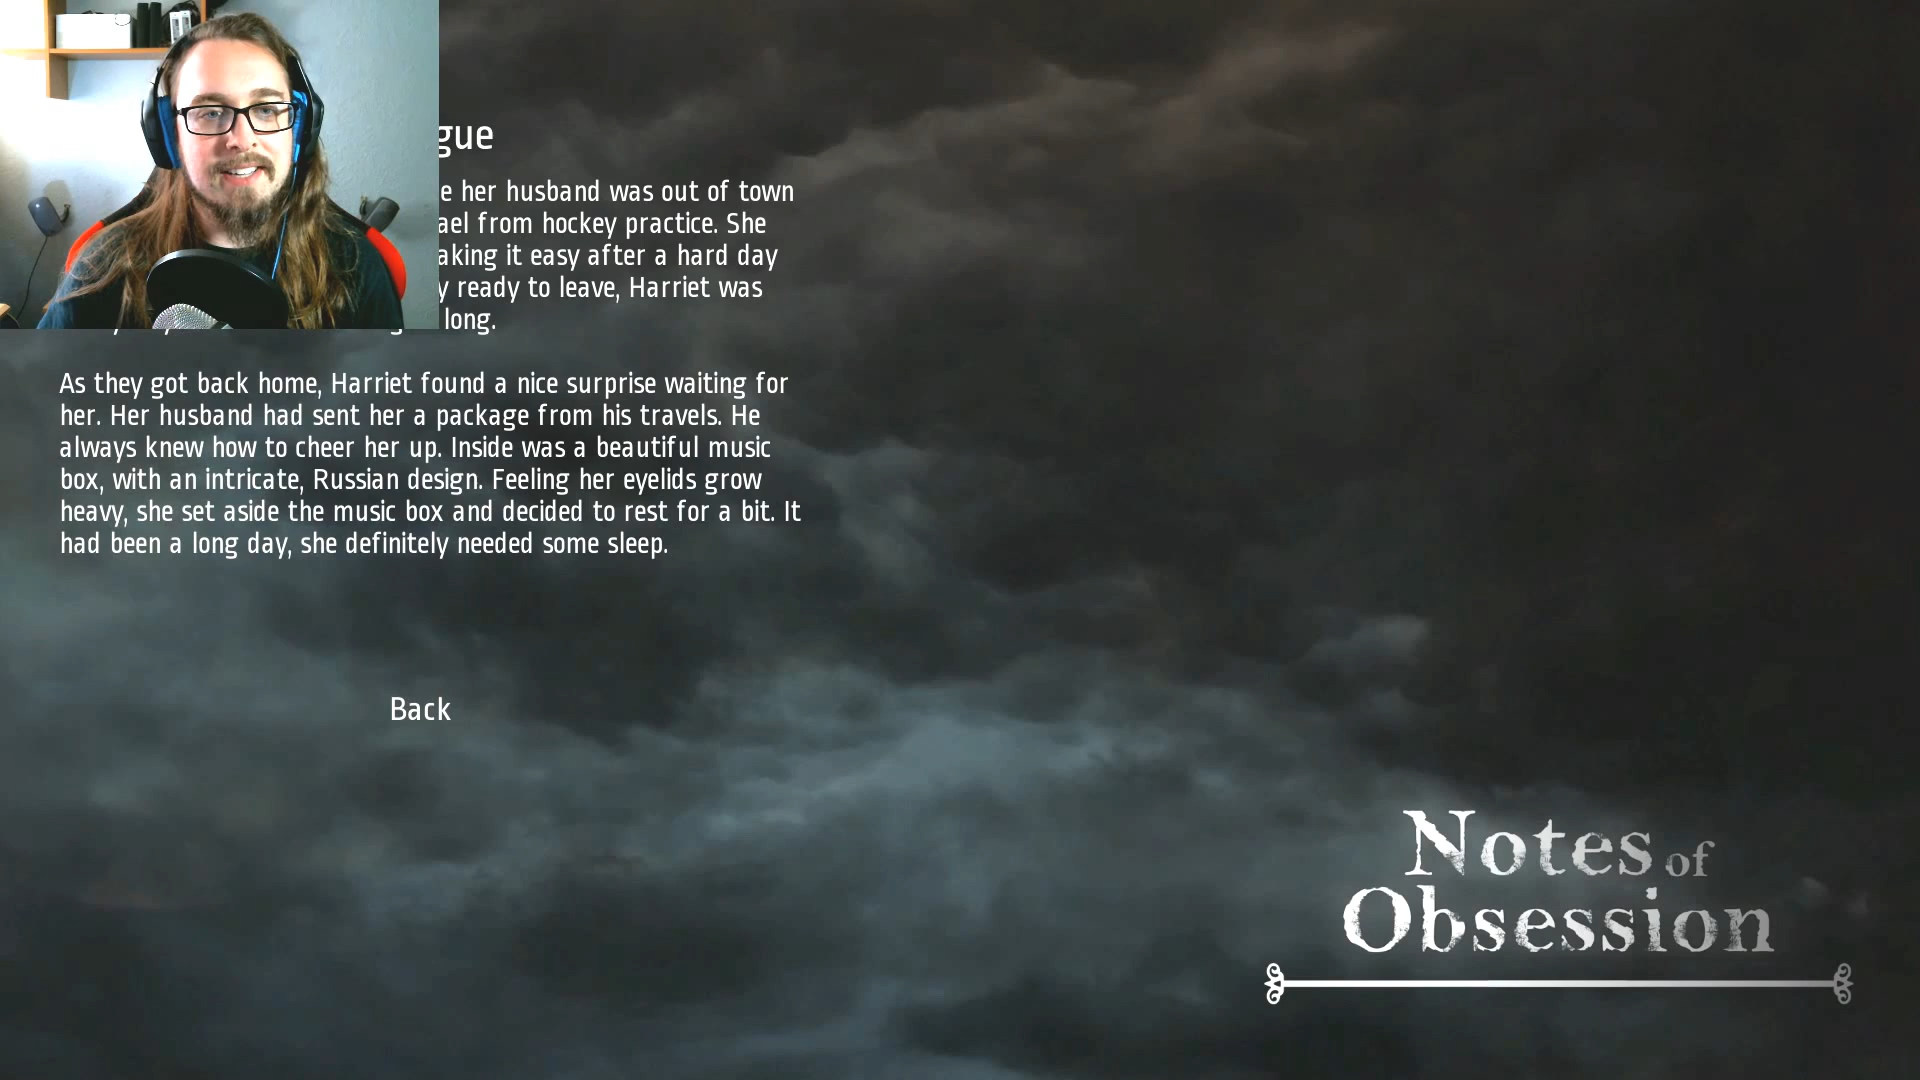 her husband was out of town
from hockey practice. She
it easy after a hard day
ready to leave, Harriet was
long.
As they got back home, Harriet found a nice surprise waiting for
her. Her husband had sent her a package from his travels. He
always knew how to cheer her up. Inside was a beautiful music
box, with an intricate, Russian design. Feeling her eyelids grow
heavy, she set aside the music box and decided to rest for a bit. It
had been a long day, she definitely needed some sleep.
Back
Notes of
Obsession